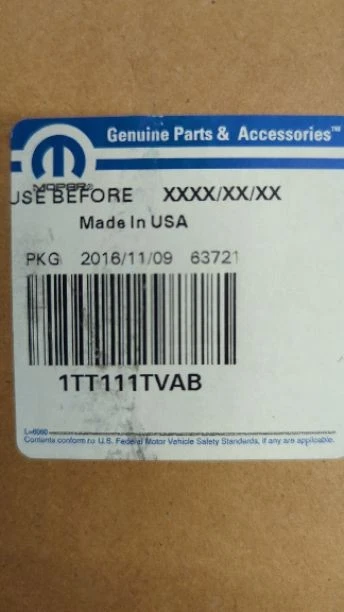 Genuine Parts & Accessories™
MOPAR®
USE BEFORE XXXX/XX/XX
Made In USA
PKG 2016/11/09 63721
1TT111TVAB
L-6060
Contents conform to U.S. Federal Motor Vehicle Safety Standards, if any are applicable.